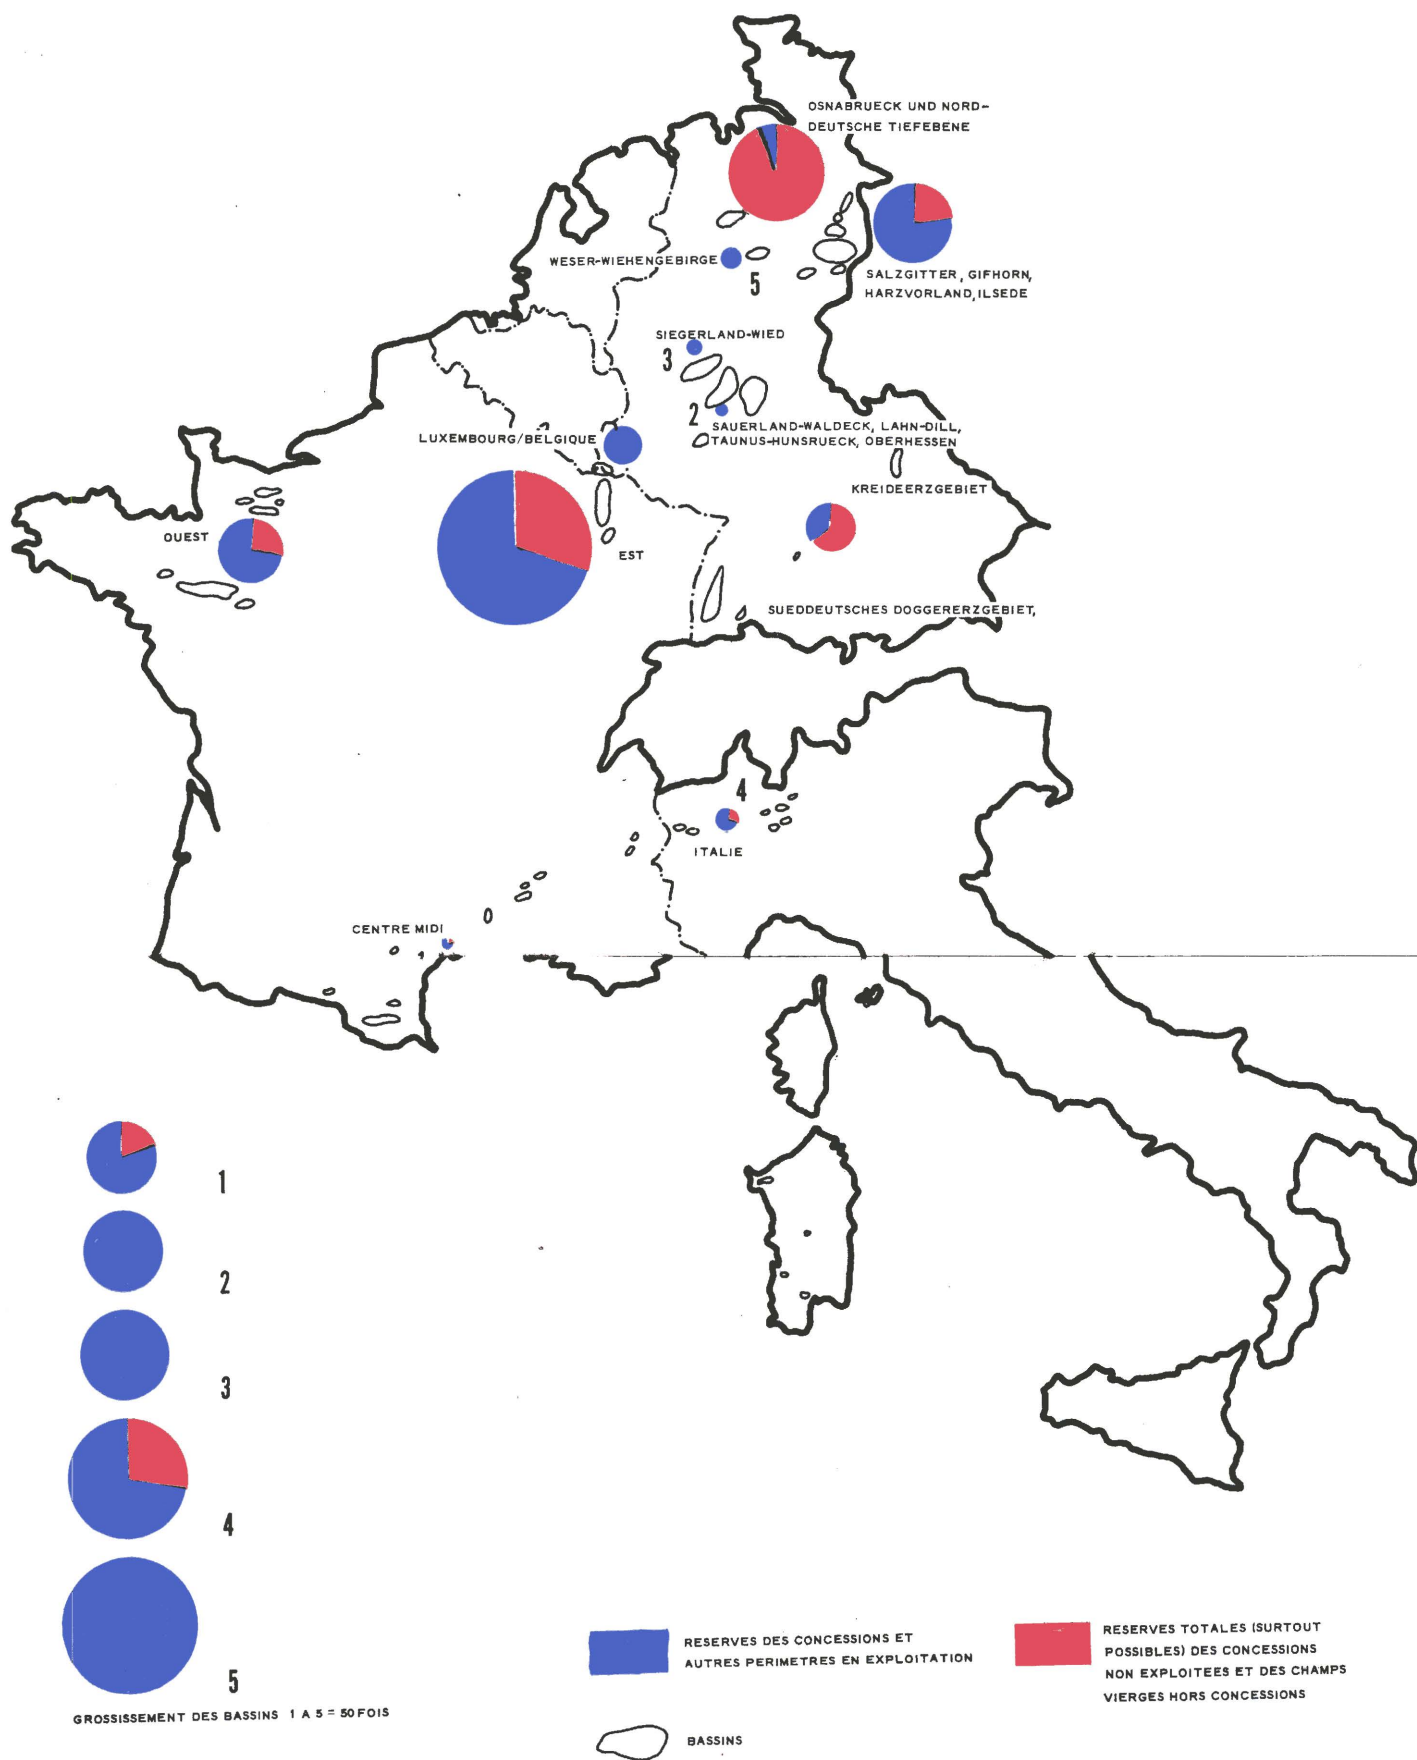 OSNABRUECK UND NORD-
DEUTSCHE TIEFEBENE
WESER-WIEHENGEBIRGE
5
SALZGITTER, GIFHORN,
HARZVORLAND, ILSEDE
SIEGERLAND-WIED
3
2
SAUERLAND-WALDECK, LAHN-DILL,
TAUNUS-HUNSRUECK, OBERHESSEN
LUXEMBOURG/BELGIQUE
KREIDEERZGEBIET
OUEST
EST
SUEDDEUTSCHES DOGGERERZGEBIET,
4
ITALIE
CENTRE MIDI
1
1
2
3
4
5
GROSSISSEMENT DES BASSINS 1 A 5 = 50 FOIS
RESERVES DES CONCESSIONS ET
AUTRES PERIMETRES EN EXPLOITATION
RESERVES TOTALES (SURTOUT
POSSIBLES) DES CONCESSIONS
NON EXPLOITEES ET DES CHAMPS
VIERGES HORS CONCESSIONS
BASSINS